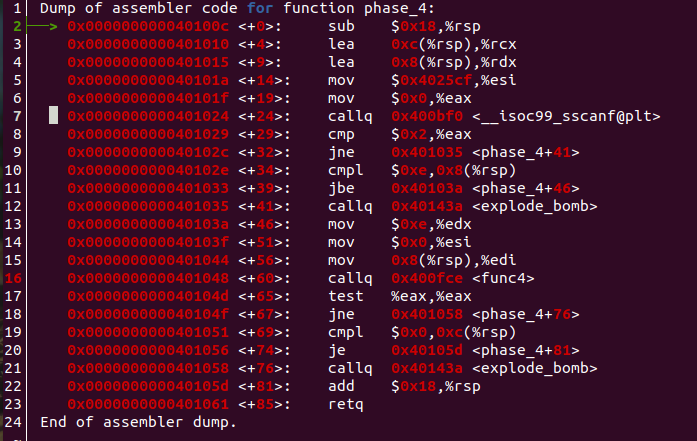 1 Dump of assembler code for function phase_4:
2 => 0x000000000040100c <+0>: sub $0x18,%rsp
3 0x0000000000401010 <+4>: lea 0xc(%rsp),%rcx
4 0x0000000000401015 <+9>: lea 0x8(%rsp),%rdx
5 0x000000000040101a <+14>: mov $0x4025cf,%esi
6 0x000000000040101f <+19>: mov $0x0,%eax
7 0x0000000000401024 <+24>: callq 0x400bf0 <__isoc99_sscanf@plt>
8 0x0000000000401029 <+29>: cmp $0x2,%eax
9 0x000000000040102c <+32>: jne 0x401035 <phase_4+41>
10 0x000000000040102e <+34>: cmpl $0xe,0x8(%rsp)
11 0x0000000000401033 <+39>: jbe 0x40103a <phase_4+46>
12 0x0000000000401035 <+41>: callq 0x40143a <explode_bomb>
13 0x000000000040103a <+46>: mov $0xe,%edx
14 0x000000000040103f <+51>: mov $0x0,%esi
15 0x0000000000401044 <+56>: mov 0x8(%rsp),%edi
16 0x0000000000401048 <+60>: callq 0x400fce <func4>
17 0x000000000040104d <+65>: test %eax,%eax
18 0x000000000040104f <+67>: jne 0x401058 <phase_4+76>
19 0x0000000000401051 <+69>: cmpl $0x0,0xc(%rsp)
20 0x0000000000401056 <+74>: je 0x40105d <phase_4+81>
21 0x0000000000401058 <+76>: callq 0x40143a <explode_bomb>
22 0x000000000040105d <+81>: add $0x18,%rsp
23 0x0000000000401061 <+85>: retq
24 End of assembler dump.